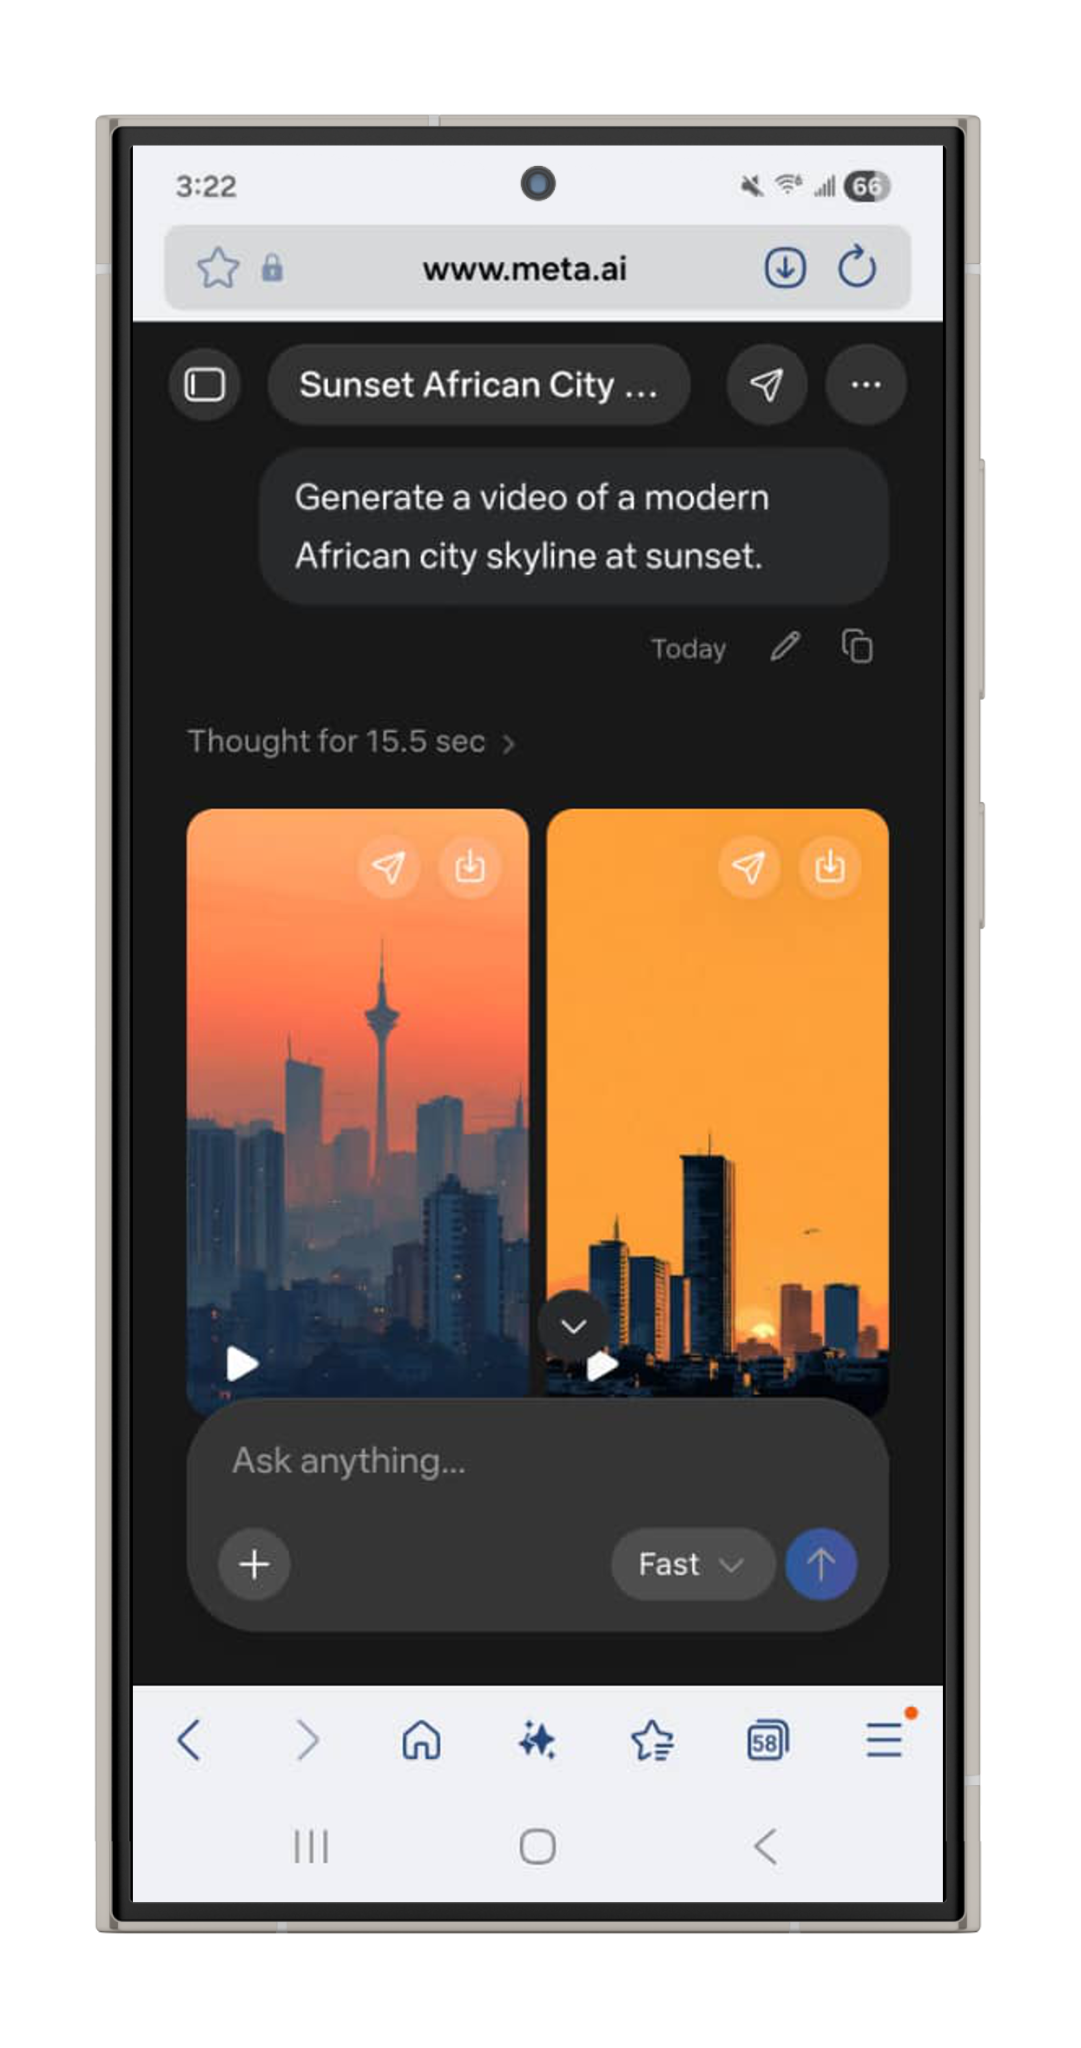 3:22
66
www.meta.ai
Sunset African City ...
Generate a video of a modern
African city skyline at sunset.
Today
Thought for 15.5 sec
Ask anything...
Fast
58